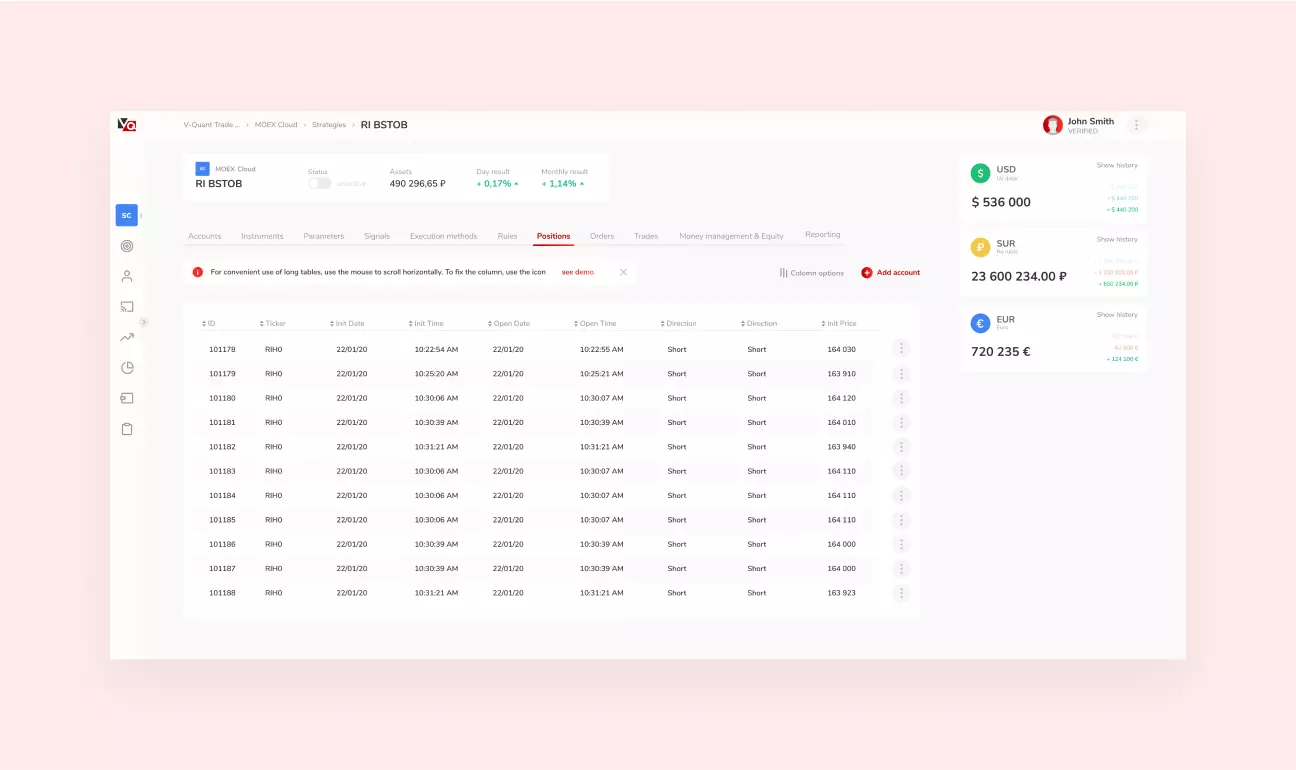 VQ
V-Quant Trade ... › MOEX Cloud › Strategies › RI BSTOB
John Smith
VERIFIED
SC
MOEX Cloud
RI BSTOB
Status
unactive
Assets
490 296,65 ₽
Day result
+ 0,17%
Monthly result
+ 1,14%
Accounts Instruments Parameters Signals Execution methods Rules Positions Orders Trades Money management & Equity Reporting
For convenient use of long tables, use the mouse to scroll horizontally. To fix the column, use the icon see demo
Column options
Add account
ID Ticker Init Date Init Time Open Date Open Time Direction Direction Init Price
101178 RIH0 22/01/20 10:22:54 AM 22/01/20 10:22:55 AM Short Short 164 030
101179 RIH0 22/01/20 10:25:20 AM 22/01/20 10:25:21 AM Short Short 163 910
101180 RIH0 22/01/20 10:30:06 AM 22/01/20 10:30:07 AM Short Short 164 120
101181 RIH0 22/01/20 10:30:39 AM 22/01/20 10:30:39 AM Short Short 164 010
101182 RIH0 22/01/20 10:31:21 AM 22/01/20 10:31:21 AM Short Short 163 940
101183 RIH0 22/01/20 10:30:06 AM 22/01/20 10:30:07 AM Short Short 164 110
101184 RIH0 22/01/20 10:30:06 AM 22/01/20 10:30:07 AM Short Short 164 110
101185 RIH0 22/01/20 10:30:06 AM 22/01/20 10:30:07 AM Short Short 164 110
101186 RIH0 22/01/20 10:30:39 AM 22/01/20 10:30:39 AM Short Short 164 000
101187 RIH0 22/01/20 10:30:39 AM 22/01/20 10:30:39 AM Short Short 164 000
101188 RIH0 22/01/20 10:31:21 AM 22/01/20 10:31:21 AM Short Short 163 923
$
USD
Us dollar
Show history
$ 536 000
+ $ 440 200
+ $ 440 200
₽
SUR
Ru ruble
Show history
23 600 234.00 ₽
+ 600 234.00 ₽
€
EUR
Euro
Show history
720 235 €
+ 124 100 €